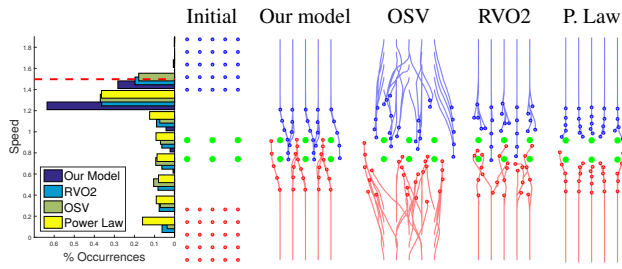 Initial Our model OSV RVO2 P. Law
1.8
1.6
1.4
1.2
1
0.8
0.6
0.4
0.2
0
Speed
Our Model
RVO2
OSV
Power Law
0.6 0.5 0.4 0.3 0.2 0.1 0
% Occurrences